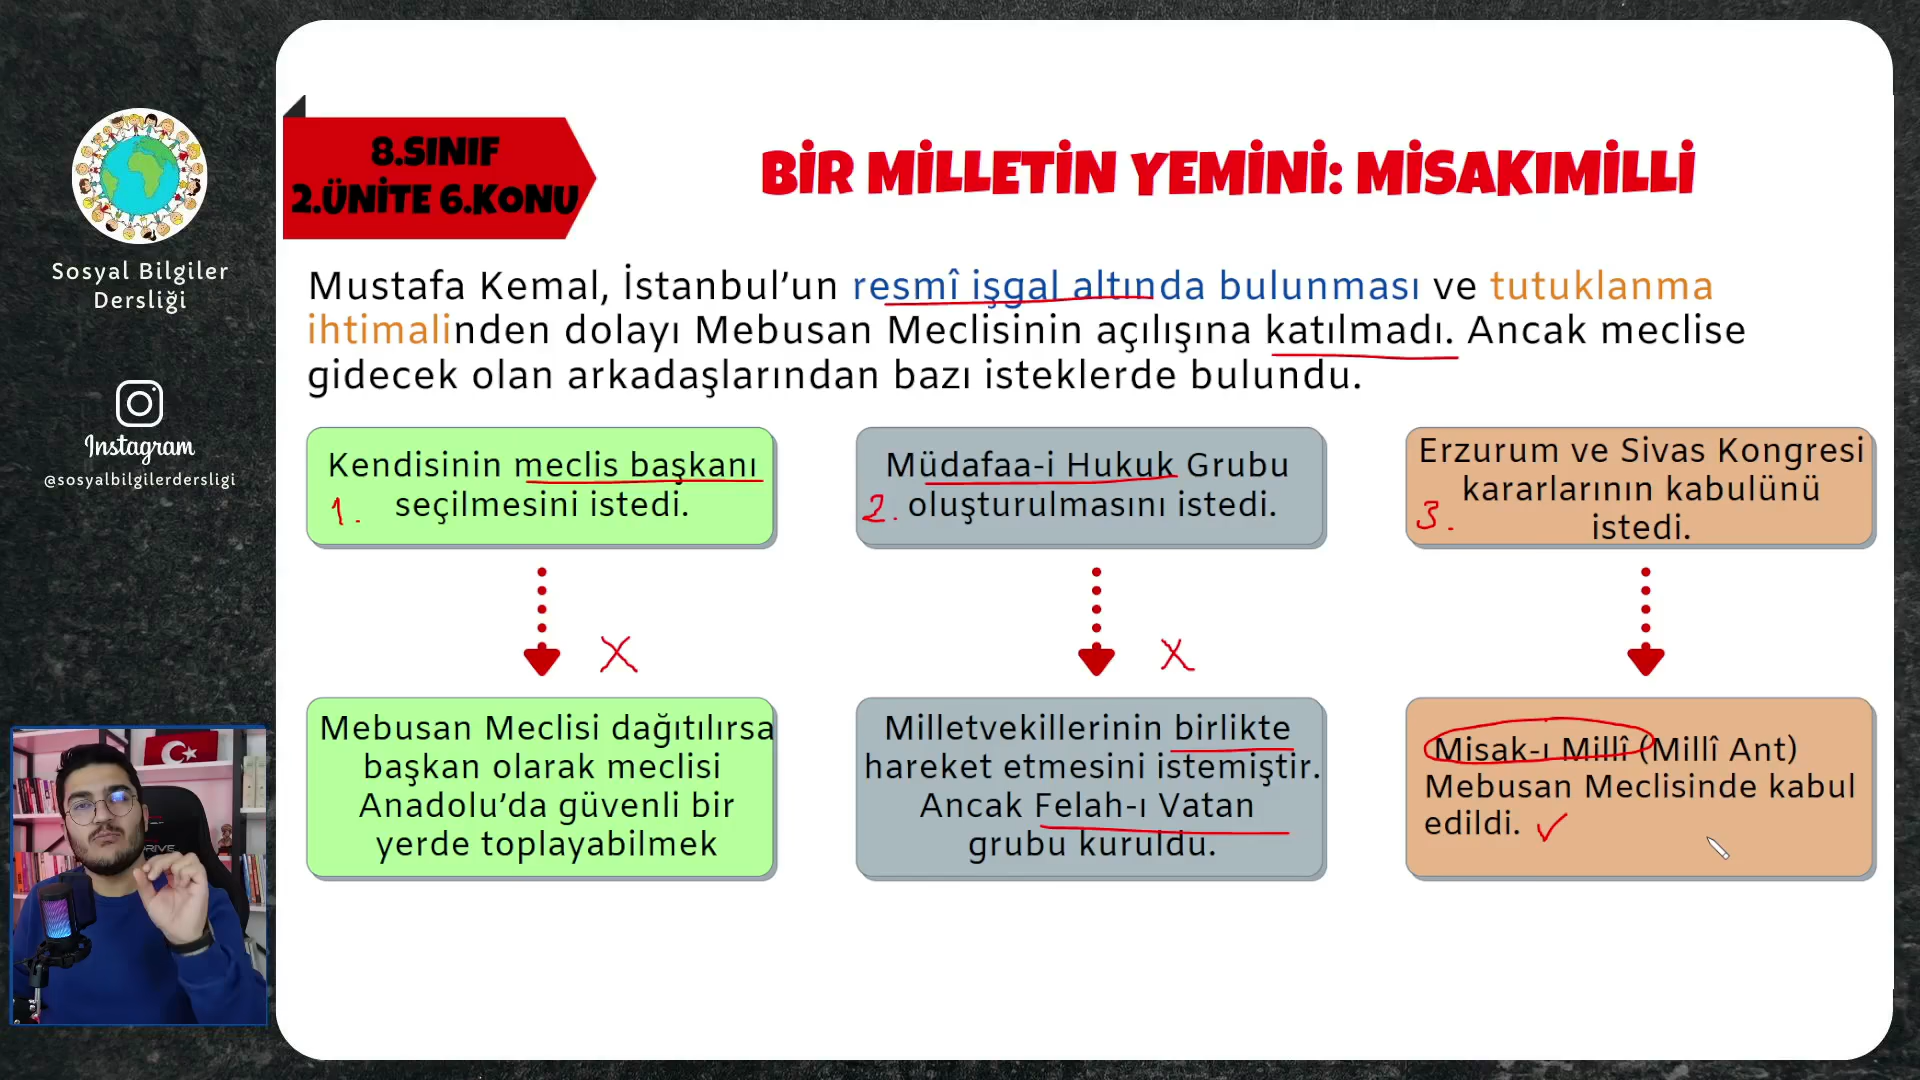 8.SINIF
2.ÜNİTE 6.KONU
BİR MİLLETİN YEMİNİ: MİSAKIMİLLİ
Sosyal Bilgiler
Dersliği
Instagram
@sosyalbilgilerdersligi
Mustafa Kemal, İstanbul’un resmî işgal altında bulunması ve tutuklanma
ihtimalinden dolayı Mebusan Meclisinin açılışına katılmadı. Ancak meclise
gidecek olan arkadaşlarından bazı isteklerde bulundu.
Kendisinin meclis başkanı
1. seçilmesini istedi.
Müdafaa-i Hukuk Grubu
2. oluşturulmasını istedi.
Erzurum ve Sivas Kongresi
kararlarının kabulünü
3. istedi.
X
X
Mebusan Meclisi dağıtılırsa
başkan olarak meclisi
Anadolu’da güvenli bir
yerde toplayabilmek
Milletvekillerinin birlikte
hareket etmesini istemiştir.
Ancak Felah-ı Vatan
grubu kuruldu.
Misak-ı Millî (Millî Ant)
Mebusan Meclisinde kabul
edildi. ✓